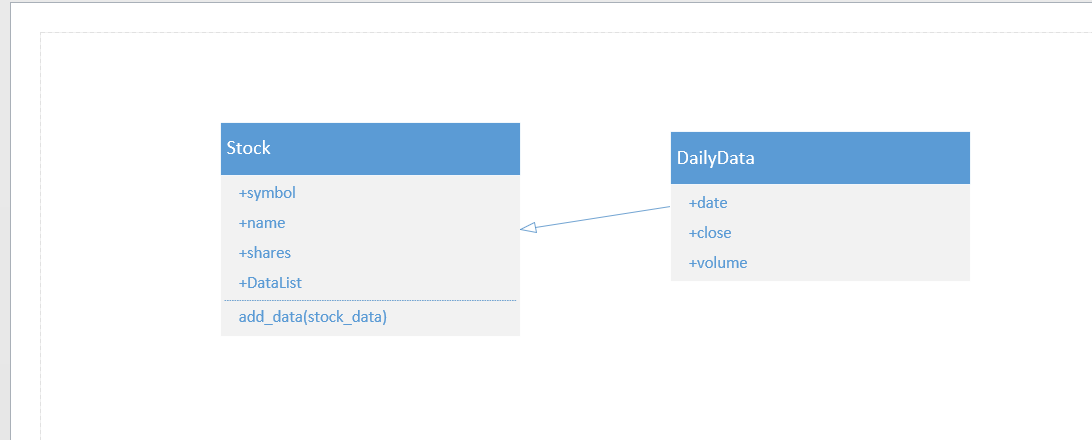 Stock
+symbol
+name
+shares
+DataList
add_data(stock_data)
DailyData
+date
+close
+volume